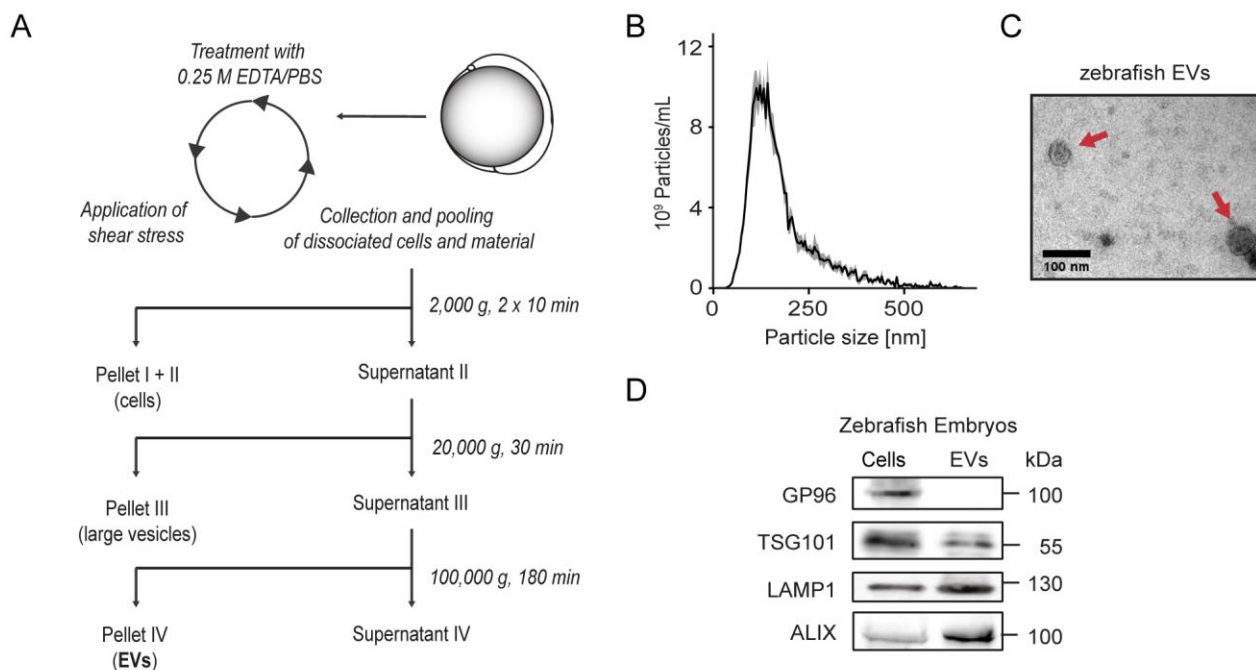 A
Treatment with
0.25 M EDTA/PBS
Application of
shear stress
Collection and pooling
of dissociated cells and material
2,000 g, 2 x 10 min
Pellet I + II
(cells)
Supernatant II
20,000 g, 30 min
Pellet III
(large vesicles)
Supernatant III
100,000 g, 180 min
Pellet IV
(EVs)
Supernatant IV
B
10⁹ Particles/mL
12
8
4
0
0
250
500
Particle size [nm]
C
zebrafish EVs
100 nm
D
Zebrafish Embryos
Cells EVs kDa
GP96 100
TSG101 55
LAMP1 130
ALIX 100